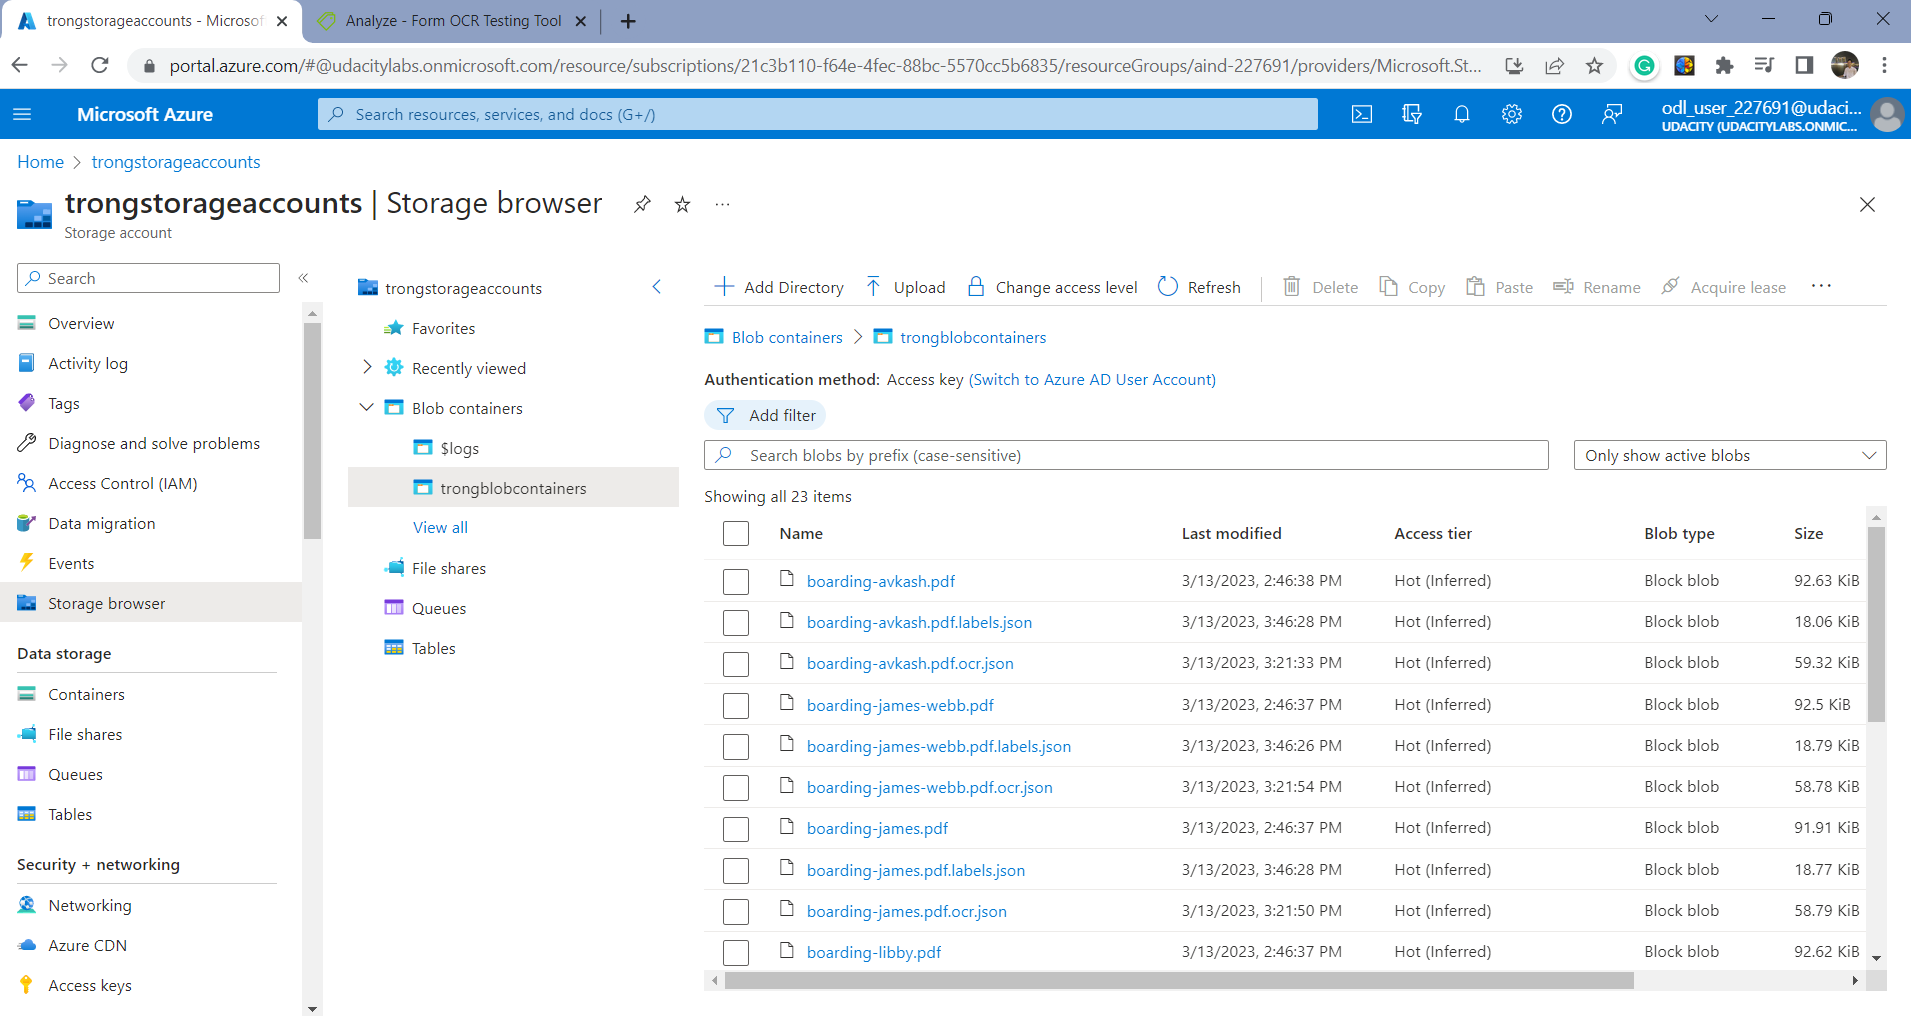 trongstorageaccounts - Microsof
Analyze - Form OCR Testing Tool
portal.azure.com/#@udacitylabs.onmicrosoft.com/resource/subscriptions/21c3b110-f64e-4fec-88bc-5570cc5b6835/resourceGroups/aind-227691/providers/Microsoft.St...
Microsoft Azure
Search resources, services, and docs (G+/)
odl_user_227691@udaci...
UDACITY (UDACITYLABS.ONMIC...
Home > trongstorageaccounts
trongstorageaccounts | Storage browser
Storage account
Search
Overview
Activity log
Tags
Diagnose and solve problems
Access Control (IAM)
Data migration
Events
Storage browser
Data storage
Containers
File shares
Queues
Tables
Security + networking
Networking
Azure CDN
Access keys
trongstorageaccounts
Favorites
Recently viewed
Blob containers
$logs
trongblobcontainers
View all
File shares
Queues
Tables
Add Directory Upload Change access level Refresh Delete Copy Paste Rename Acquire lease
Blob containers > trongblobcontainers
Authentication method: Access key (Switch to Azure AD User Account)
Add filter
Search blobs by prefix (case-sensitive) Only show active blobs
Showing all 23 items
Name Last modified Access tier Blob type Size
boarding-avkash.pdf 3/13/2023, 2:46:38 PM Hot (Inferred) Block blob 92.63 KiB
boarding-avkash.pdf.labels.json 3/13/2023, 3:46:28 PM Hot (Inferred) Block blob 18.06 KiB
boarding-avkash.pdf.ocr.json 3/13/2023, 3:21:33 PM Hot (Inferred) Block blob 59.32 KiB
boarding-james-webb.pdf 3/13/2023, 2:46:37 PM Hot (Inferred) Block blob 92.5 KiB
boarding-james-webb.pdf.labels.json 3/13/2023, 3:46:26 PM Hot (Inferred) Block blob 18.79 KiB
boarding-james-webb.pdf.ocr.json 3/13/2023, 3:21:54 PM Hot (Inferred) Block blob 58.78 KiB
boarding-james.pdf 3/13/2023, 2:46:37 PM Hot (Inferred) Block blob 91.91 KiB
boarding-james.pdf.labels.json 3/13/2023, 3:46:28 PM Hot (Inferred) Block blob 18.77 KiB
boarding-james.pdf.ocr.json 3/13/2023, 3:21:50 PM Hot (Inferred) Block blob 58.79 KiB
boarding-libby.pdf 3/13/2023, 2:46:37 PM Hot (Inferred) Block blob 92.62 KiB